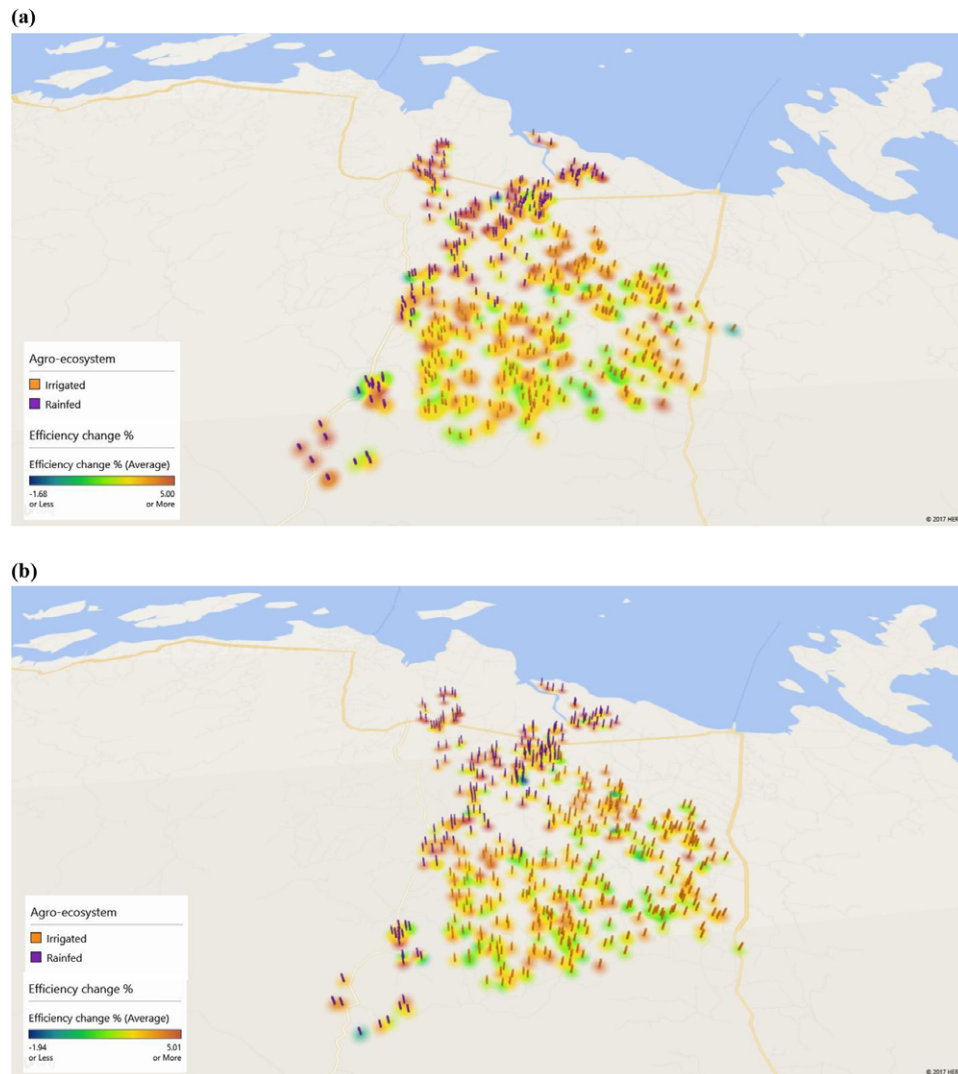 (a)
Agro-ecosystem
Irrigated
Rainfed
Efficiency change %
Efficiency change % (Average)
-1.68
or Less
5.00
or More
© 2017 HER
(b)
Agro-ecosystem
Irrigated
Rainfed
Efficiency change %
Efficiency change % (Average)
-1.94
or Less
5.01
or More
© 2017 HER